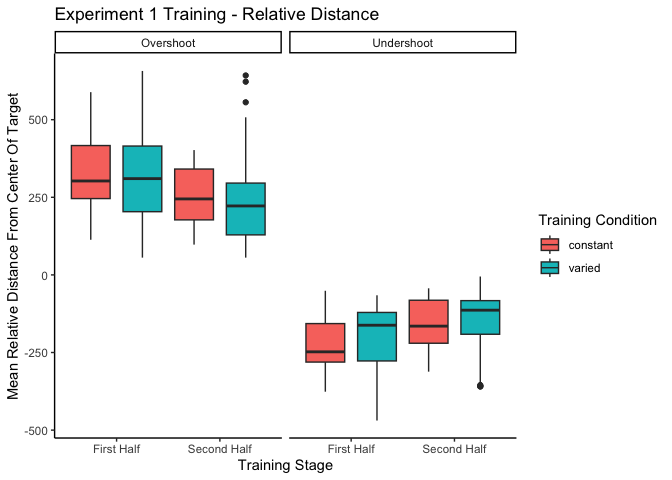 Experiment 1 Training - Relative Distance
Overshoot
Undershoot
Mean Relative Distance From Center Of Target
500
250
0
-250
-500
First Half
Second Half
First Half
Second Half
Training Stage
Training Condition
constant
varied